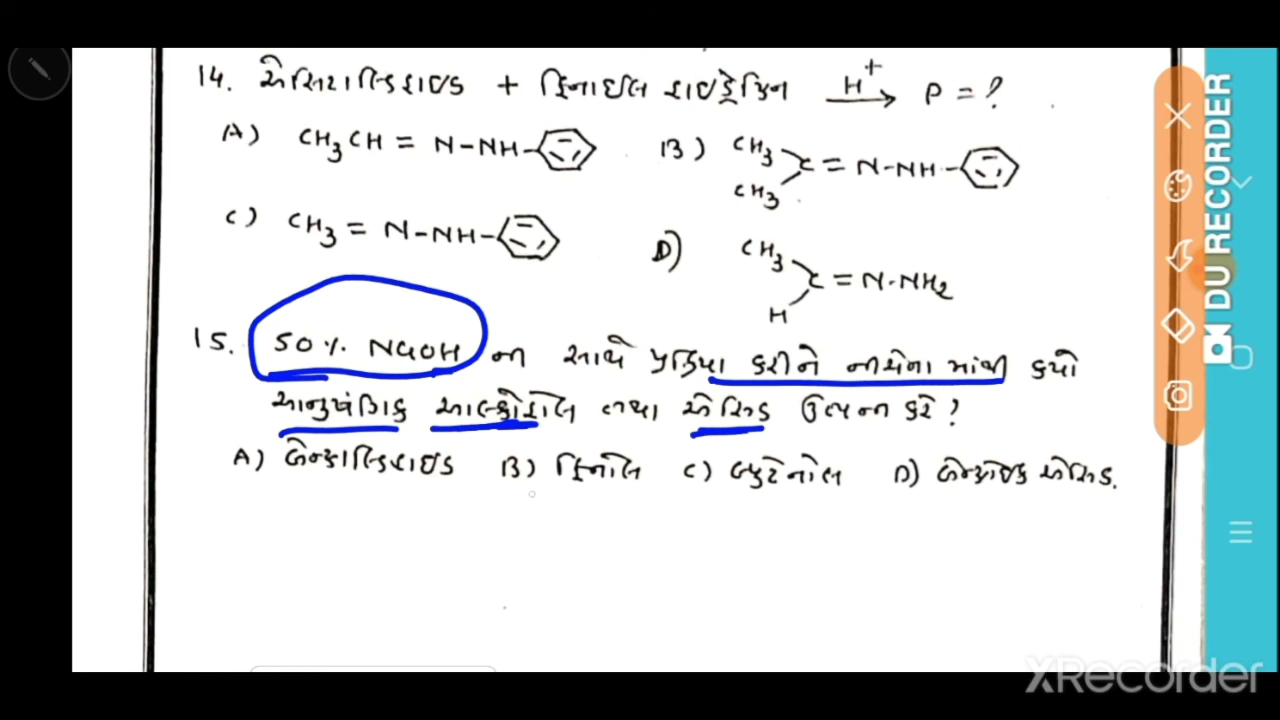 14. એસિટાલ્ડિહાઇડ + ફિનાઇલ હાઇડ્રેઝિન H+ → P = ?
A) CH3CH = N-NH- B) CH3 CH3 C = N-NH-
C) CH3 = N-NH- D) CH3 H C = N-NH2
15. 50% NaOH ની સાથે પ્રક્રિયા કરીને નીચેના માંથી કયો
આનુષંગિક આલ્કોહોલ તથા એસિડ ઉત્પન્ન કરે ?
A) બેન્ઝાલ્ડિહાઇડ B) ફિનોલ C) બ્યુટેનોલ D) બેન્ઝોઇક એસિડ.
DU RECORDER
XRecorder